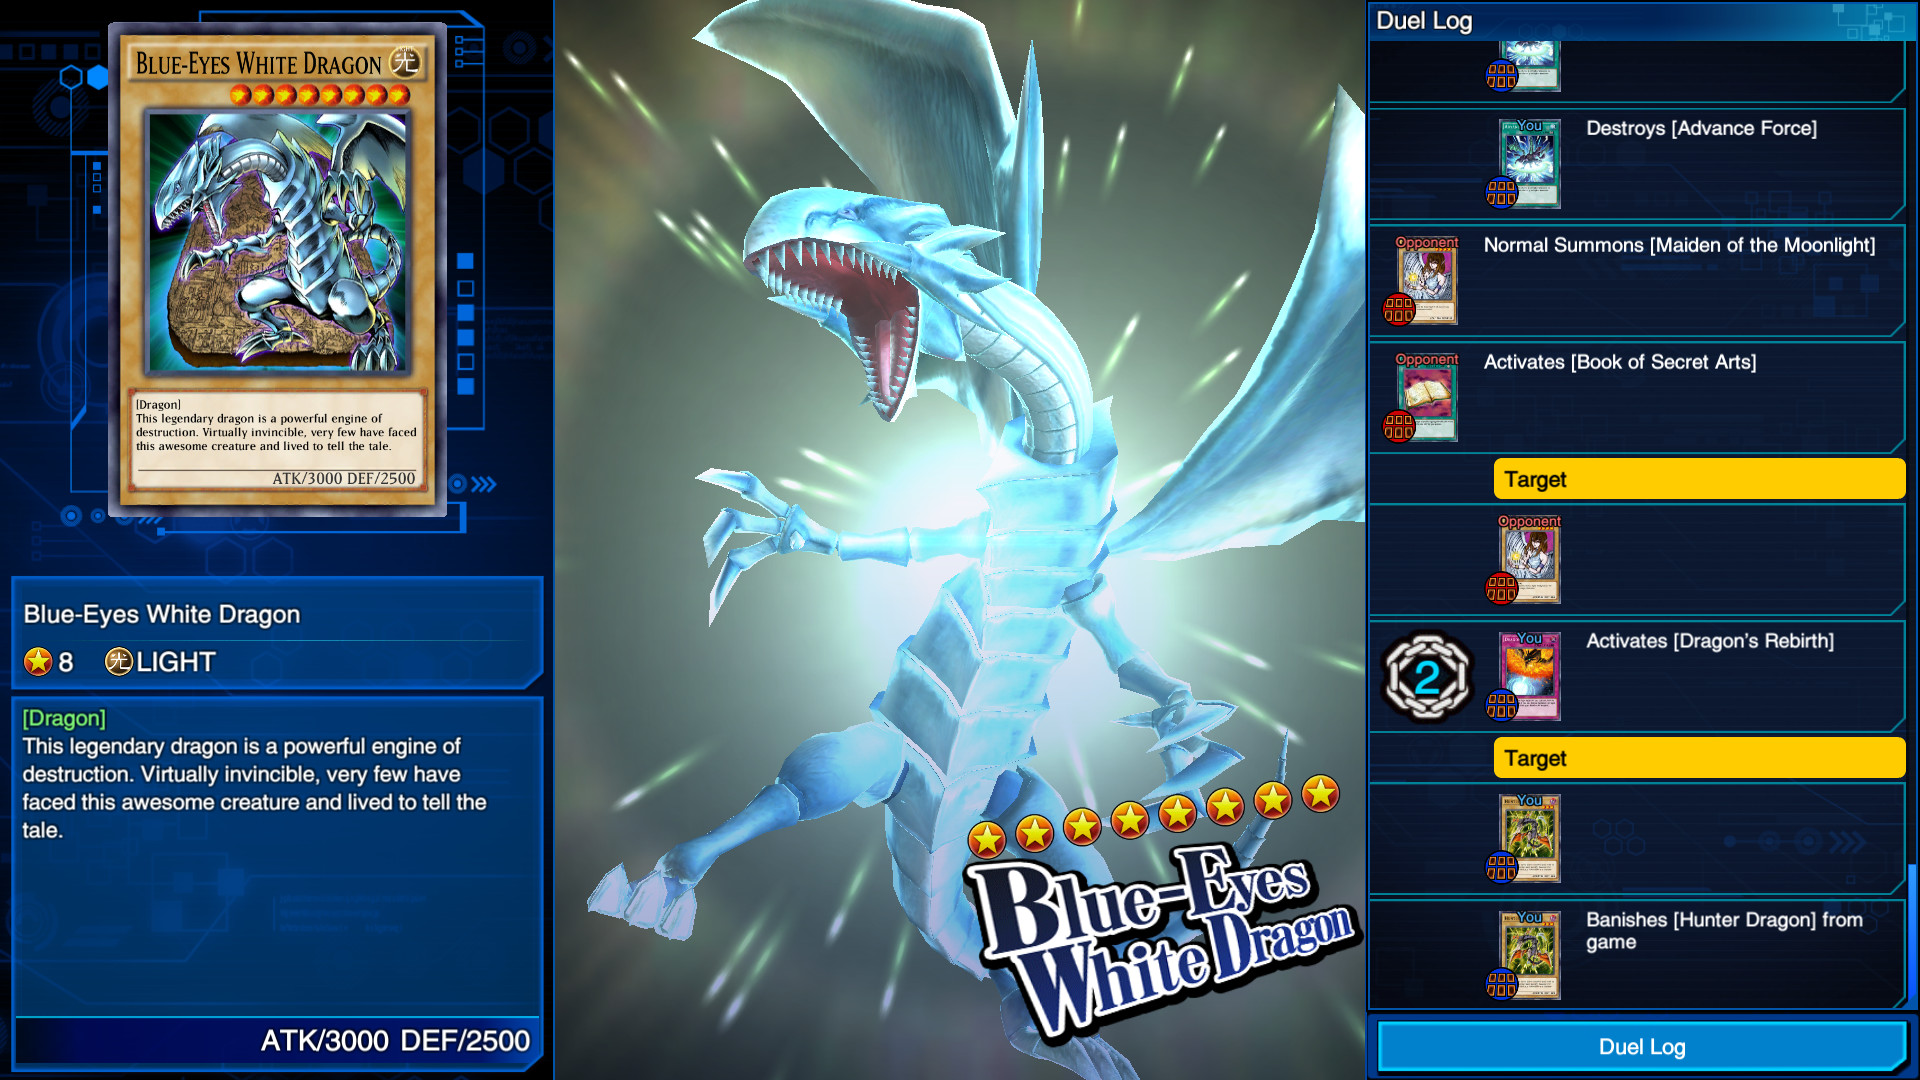 BLUE-EYES WHITE DRAGON
光
[Dragon]
This legendary dragon is a powerful engine of
destruction. Virtually invincible, very few have faced
this awesome creature and lived to tell the tale.
ATK/3000 DEF/2500
Blue-Eyes White Dragon
8 光 LIGHT
[Dragon]
This legendary dragon is a powerful engine of
destruction. Virtually invincible, very few have
faced this awesome creature and lived to tell the
tale.
ATK/3000 DEF/2500
Blue-Eyes
White Dragon
Duel Log
You
Destroys [Advance Force]
Opponent
Normal Summons [Maiden of the Moonlight]
Opponent
Activates [Book of Secret Arts]
Target
Opponent
2
You
Activates [Dragon's Rebirth]
Target
You
You
Banishes [Hunter Dragon] from
game
Duel Log